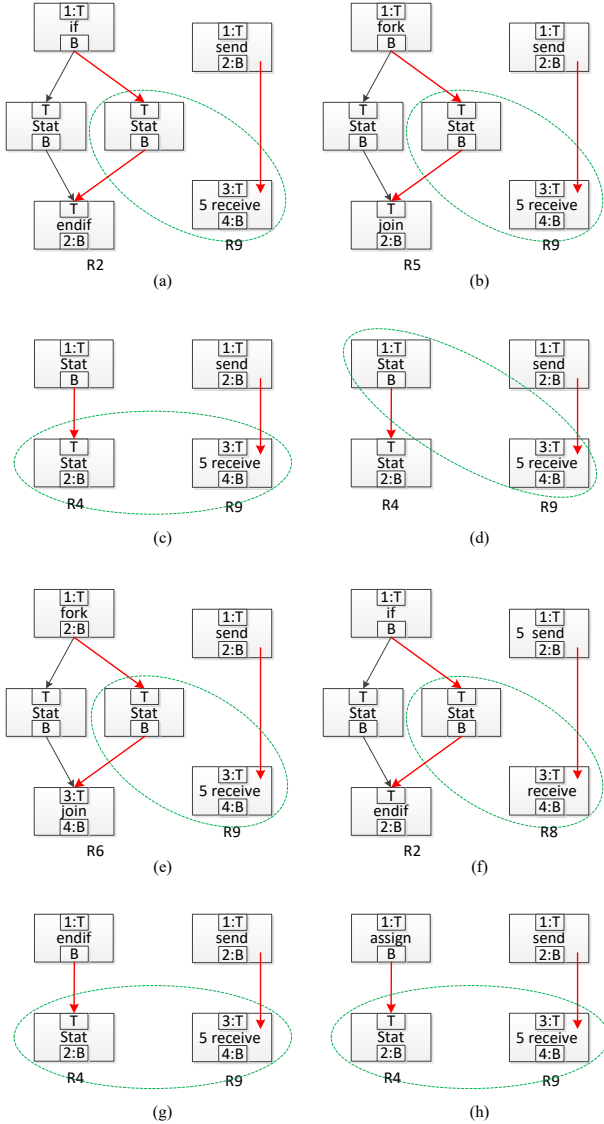 1:T
if
B
1:T
send
2:B
T
Stat
B
T
Stat
B
T
endif
2:B
3:T
5 receive
4:B
R2
R9
(a)
1:T
fork
B
1:T
send
2:B
T
Stat
B
T
Stat
B
T
join
2:B
3:T
5 receive
4:B
R5
R9
(b)
1:T
Stat
B
1:T
send
2:B
T
Stat
2:B
3:T
5 receive
4:B
R4
R9
(c)
1:T
Stat
B
1:T
send
2:B
T
Stat
2:B
3:T
5 receive
4:B
R4
R9
(d)
1:T
fork
2:B
1:T
send
2:B
T
Stat
B
T
Stat
B
3:T
join
4:B
3:T
5 receive
4:B
R6
R9
(e)
1:T
if
B
1:T
5 send
2:B
T
Stat
B
T
Stat
B
T
endif
2:B
3:T
receive
4:B
R2
R8
(f)
1:T
endif
B
1:T
send
2:B
T
Stat
2:B
3:T
5 receive
4:B
R4
R9
(g)
1:T
assign
B
1:T
send
2:B
T
Stat
2:B
3:T
5 receive
4:B
R4
R9
(h)